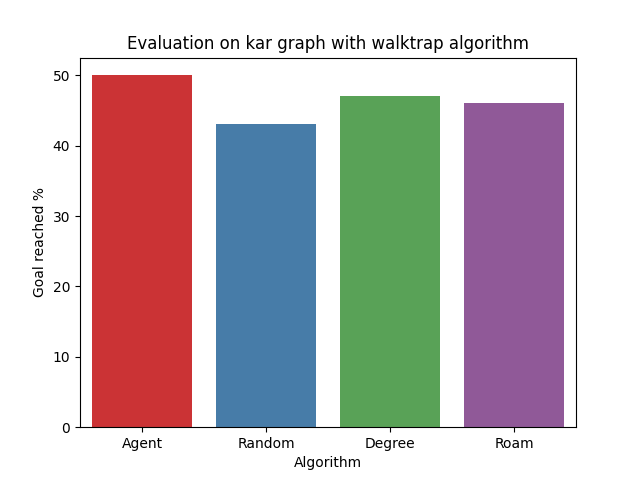 Evaluation on kar graph with walktrap algorithm
50
40
30
20
10
0
Goal reached %
Agent Random Degree Roam
Algorithm